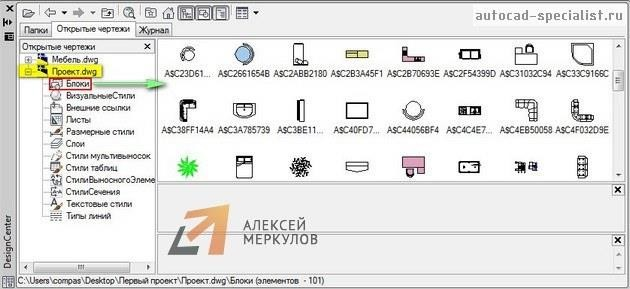 autocad-specialist.ru
Папки Открытые чертежи Журнал
Открытые чертежи
Мебель.dwg
Проект.dwg
Блоки
ВизуальныеСтили
Внешние ссылки
Листы
Размерные стили
Слои
Стили мультивыносок
Стили таблиц
СтилиВыносногоЭлеме
СтилиСечения
Текстовые стили
Типы линий
A$C23D61... A$C2661654B A$C2ABB2180 A$C2B3A45F1 A$C2B70693E A$C2F54399D A$C31032C94 A$C33C9166C
A$C38FF14A4 A$C3A785739 A$C3BE11... A$C40FD7... A$C44056BF4 A$C4C4E7... A$C4EB50058 A$C4F032D9E
АЛЕКСЕЙ
МЕРКУЛОВ
DesignCenter
C:\Users\compas\Desktop\Первый проект\Проект.dwg\Блоки (элементов - 101)